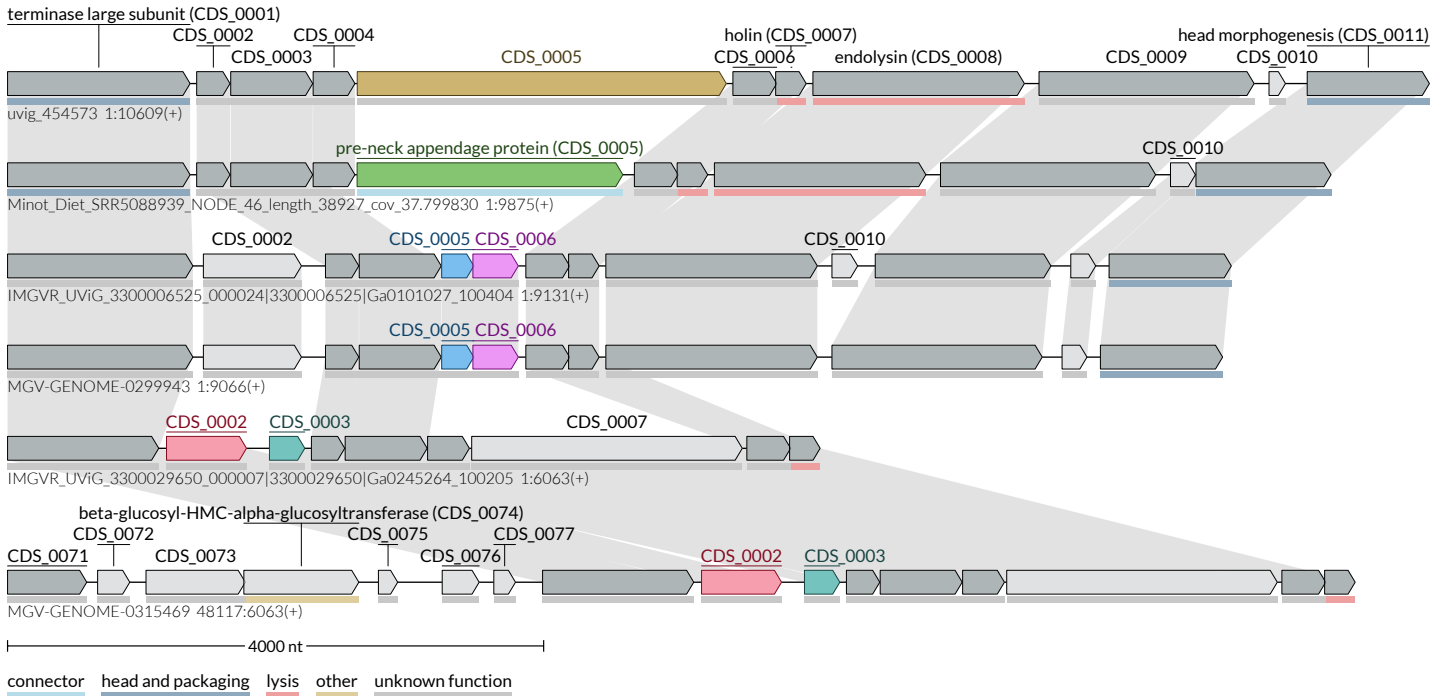 terminase large subunit (CDS_0001)
CDS_0002
CDS_0003
CDS_0004
CDS_0005
CDS_0006
holin (CDS_0007)
endolysin (CDS_0008)
CDS_0009
CDS_0010
head morphogenesis (CDS_0011)
uvig_454573 1:10609(+)
pre-neck appendage protein (CDS_0005)
CDS_0010
Minot_Diet_SRR5088939_NODE_46_length_38927_cov_37.799830 1:9875(+)
CDS_0002
CDS_0005
CDS_0006
CDS_0010
IMGVR_UViG_3300006525_000024|3300006525|Ga0101027_100404 1:9131(+)
CDS_0005
CDS_0006
MGV-GENOME-0299943 1:9066(+)
CDS_0002
CDS_0003
CDS_0007
IMGVR_UViG_3300029650_000007|3300029650|Ga0245264_100205 1:6063(+)
CDS_0071
CDS_0072
CDS_0073
beta-glucosyl-HMC-alpha-glucosyltransferase (CDS_0074)
CDS_0075
CDS_0076
CDS_0077
CDS_0002
CDS_0003
MGV-GENOME-0315469 48117:6063(+)
4000 nt
connector head and packaging lysis other unknown function